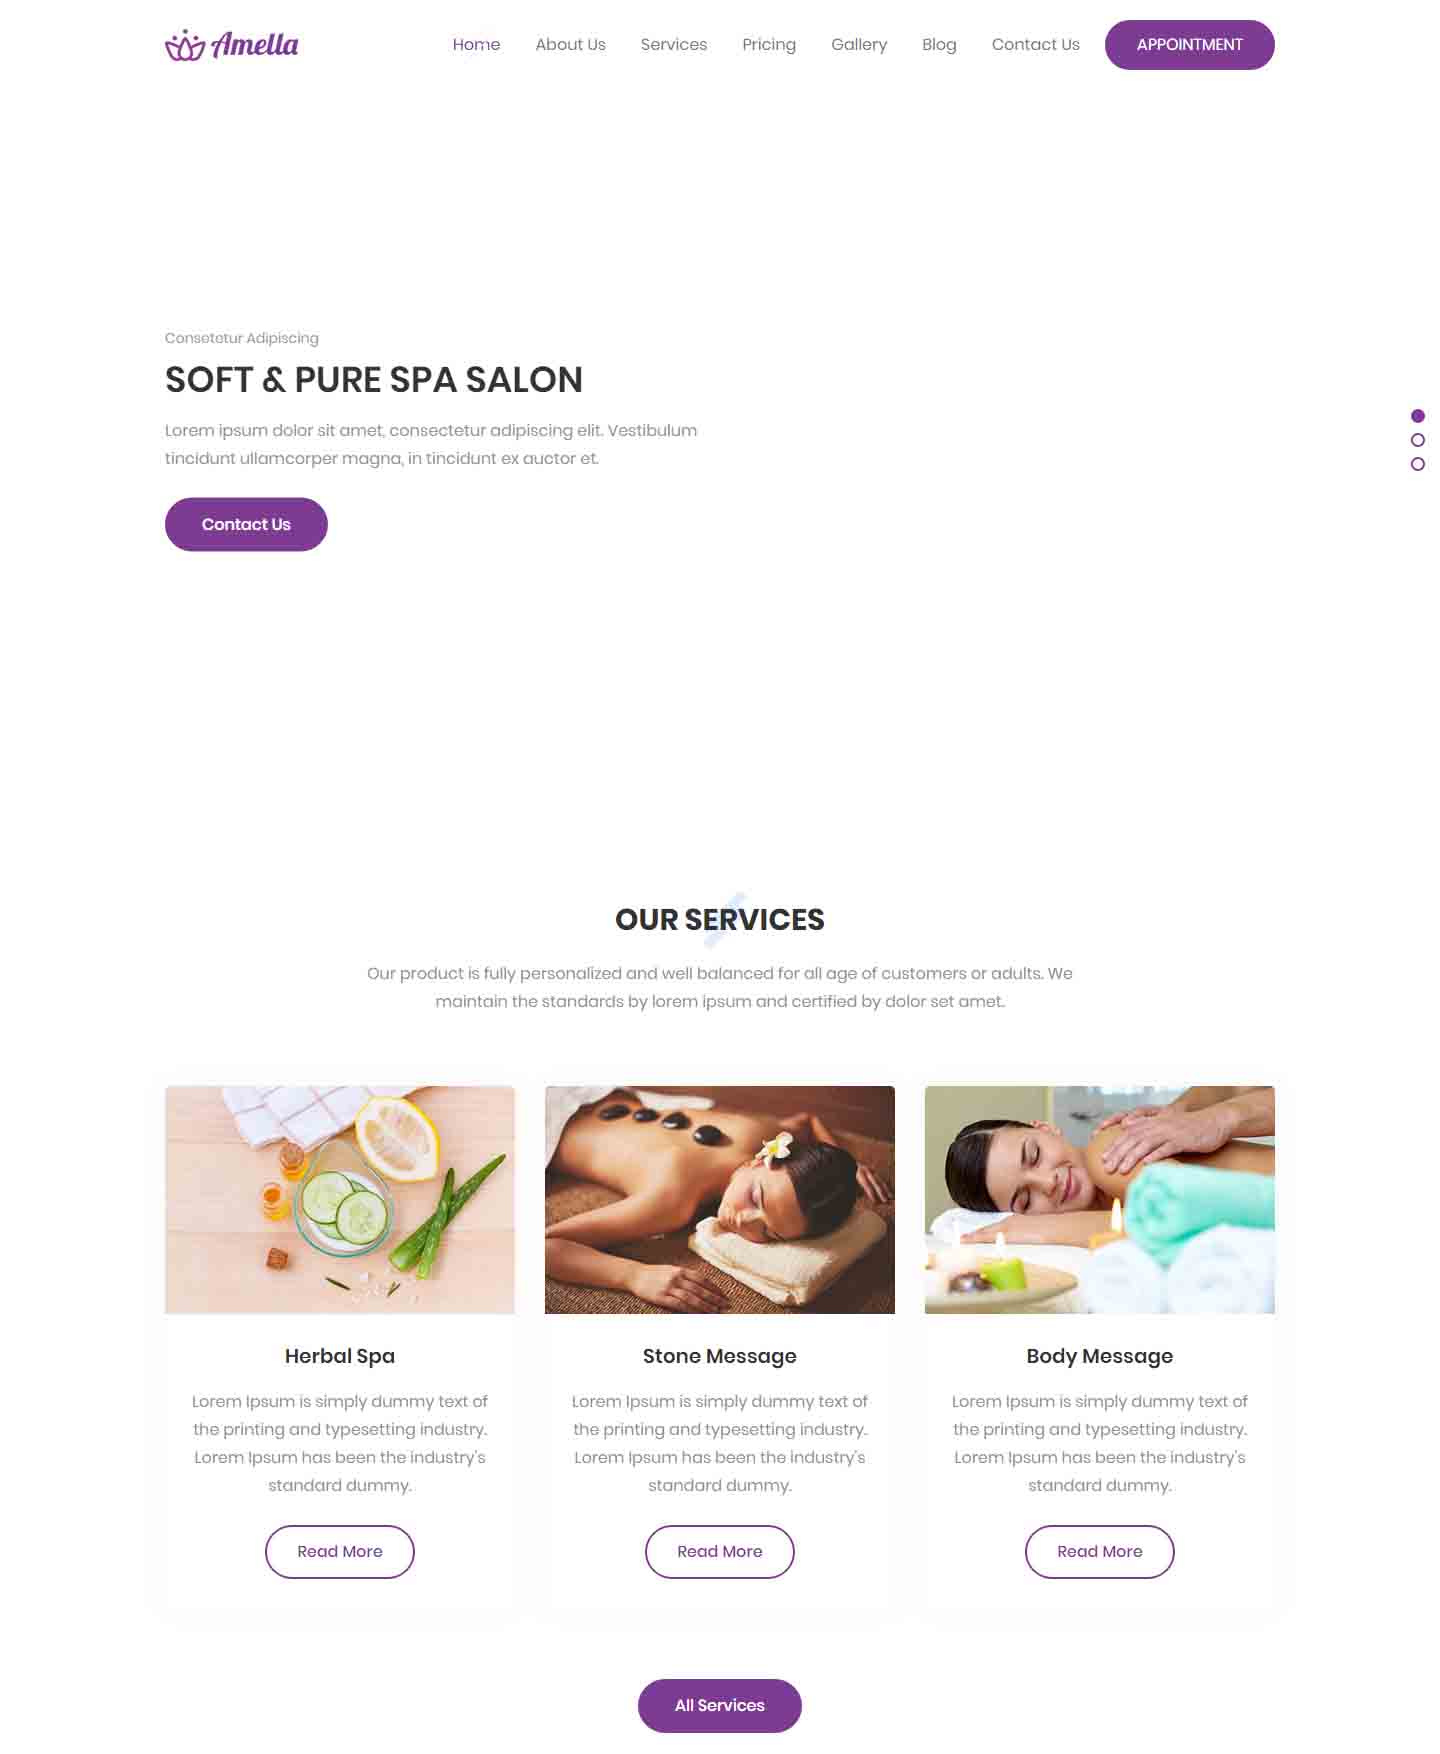 Amella
Home About Us Services Pricing Gallery Blog Contact Us APPOINTMENT
Consetetur Adipiscing
SOFT & PURE SPA SALON
Lorem ipsum dolor sit amet, consectetur adipiscing elit. Vestibulum
tincidunt ullamcorper magna, in tincidunt ex auctor et.
Contact Us
OUR SERVICES
Our product is fully personalized and well balanced for all age of customers or adults. We
maintain the standards by lorem ipsum and certified by dolor set amet.
Herbal Spa
Lorem Ipsum is simply dummy text of
the printing and typesetting industry.
Lorem Ipsum has been the industry's
standard dummy.
Read More
Stone Message
Lorem Ipsum is simply dummy text of
the printing and typesetting industry.
Lorem Ipsum has been the industry's
standard dummy.
Read More
Body Message
Lorem Ipsum is simply dummy text of
the printing and typesetting industry.
Lorem Ipsum has been the industry's
standard dummy.
Read More
All Services